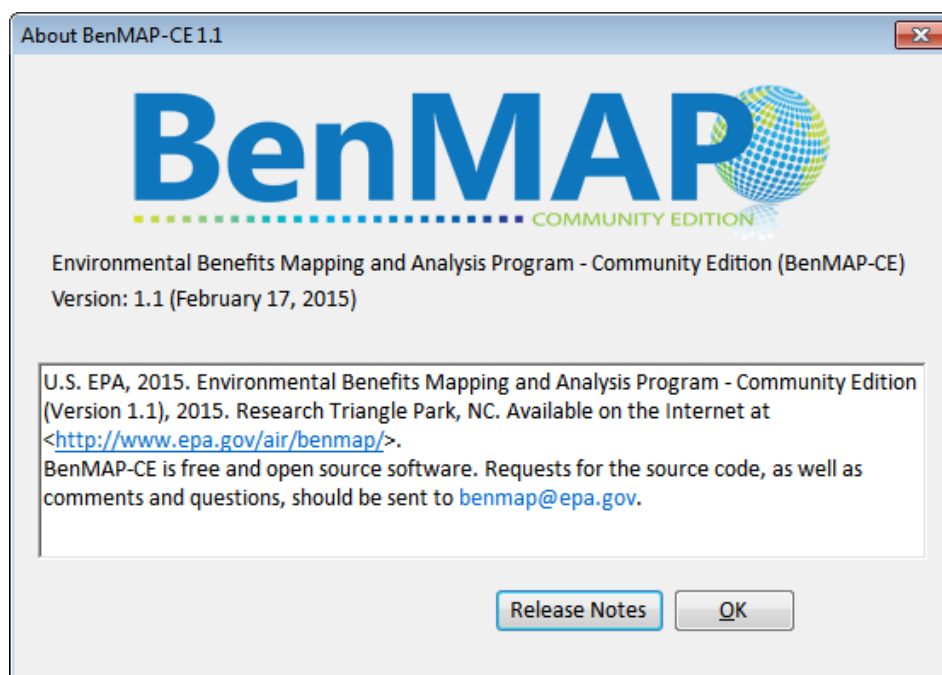 About BenMAP-CE 1.1
BenMAP
COMMUNITY EDITION
Environmental Benefits Mapping and Analysis Program - Community Edition (BenMAP-CE)
Version: 1.1 (February 17, 2015)
U.S. EPA, 2015. Environmental Benefits Mapping and Analysis Program - Community Edition
(Version 1.1), 2015. Research Triangle Park, NC. Available on the Internet at
<http://www.epa.gov/air/benmap/>.
BenMAP-CE is free and open source software. Requests for the source code, as well as
comments and questions, should be sent to benmap@epa.gov.
Release Notes
OK